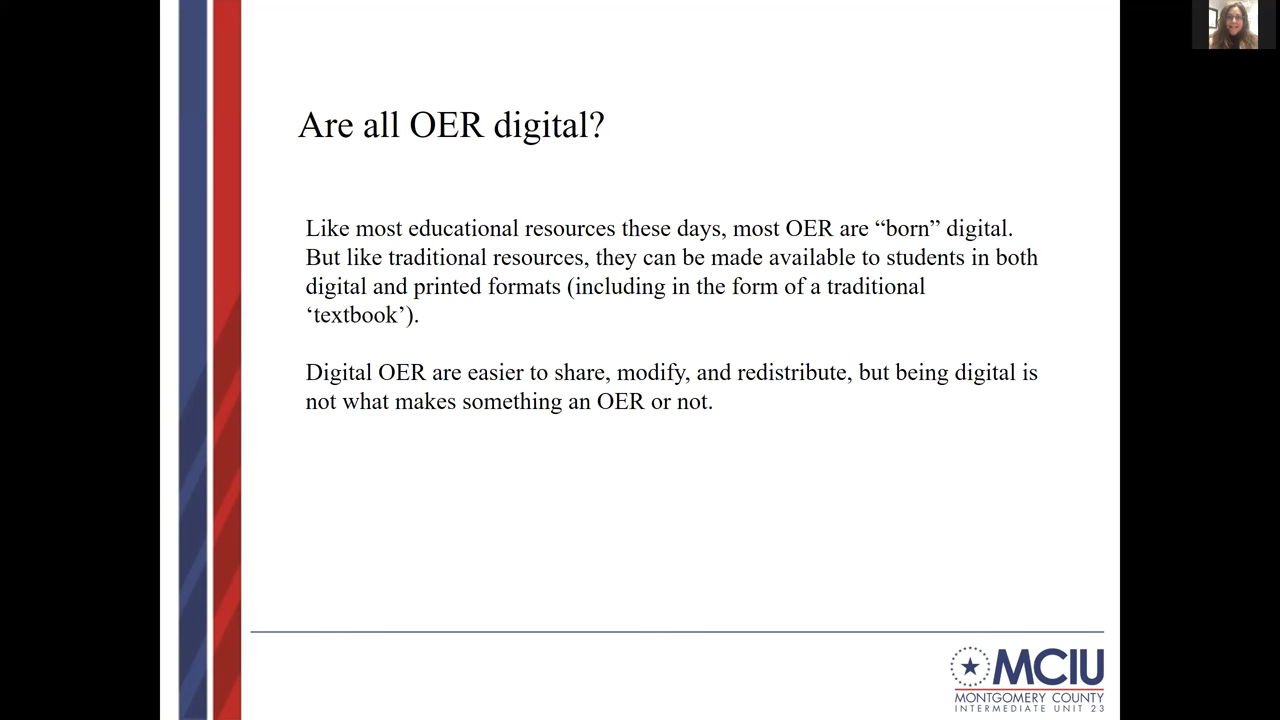 Are all OER digital?
Like most educational resources these days, most OER are “born” digital.
But like traditional resources, they can be made available to students in both
digital and printed formats (including in the form of a traditional
‘textbook’).
Digital OER are easier to share, modify, and redistribute, but being digital is
not what makes something an OER or not.
MCIU
MONTGOMERY COUNTY
INTERMEDIATE UNIT 23